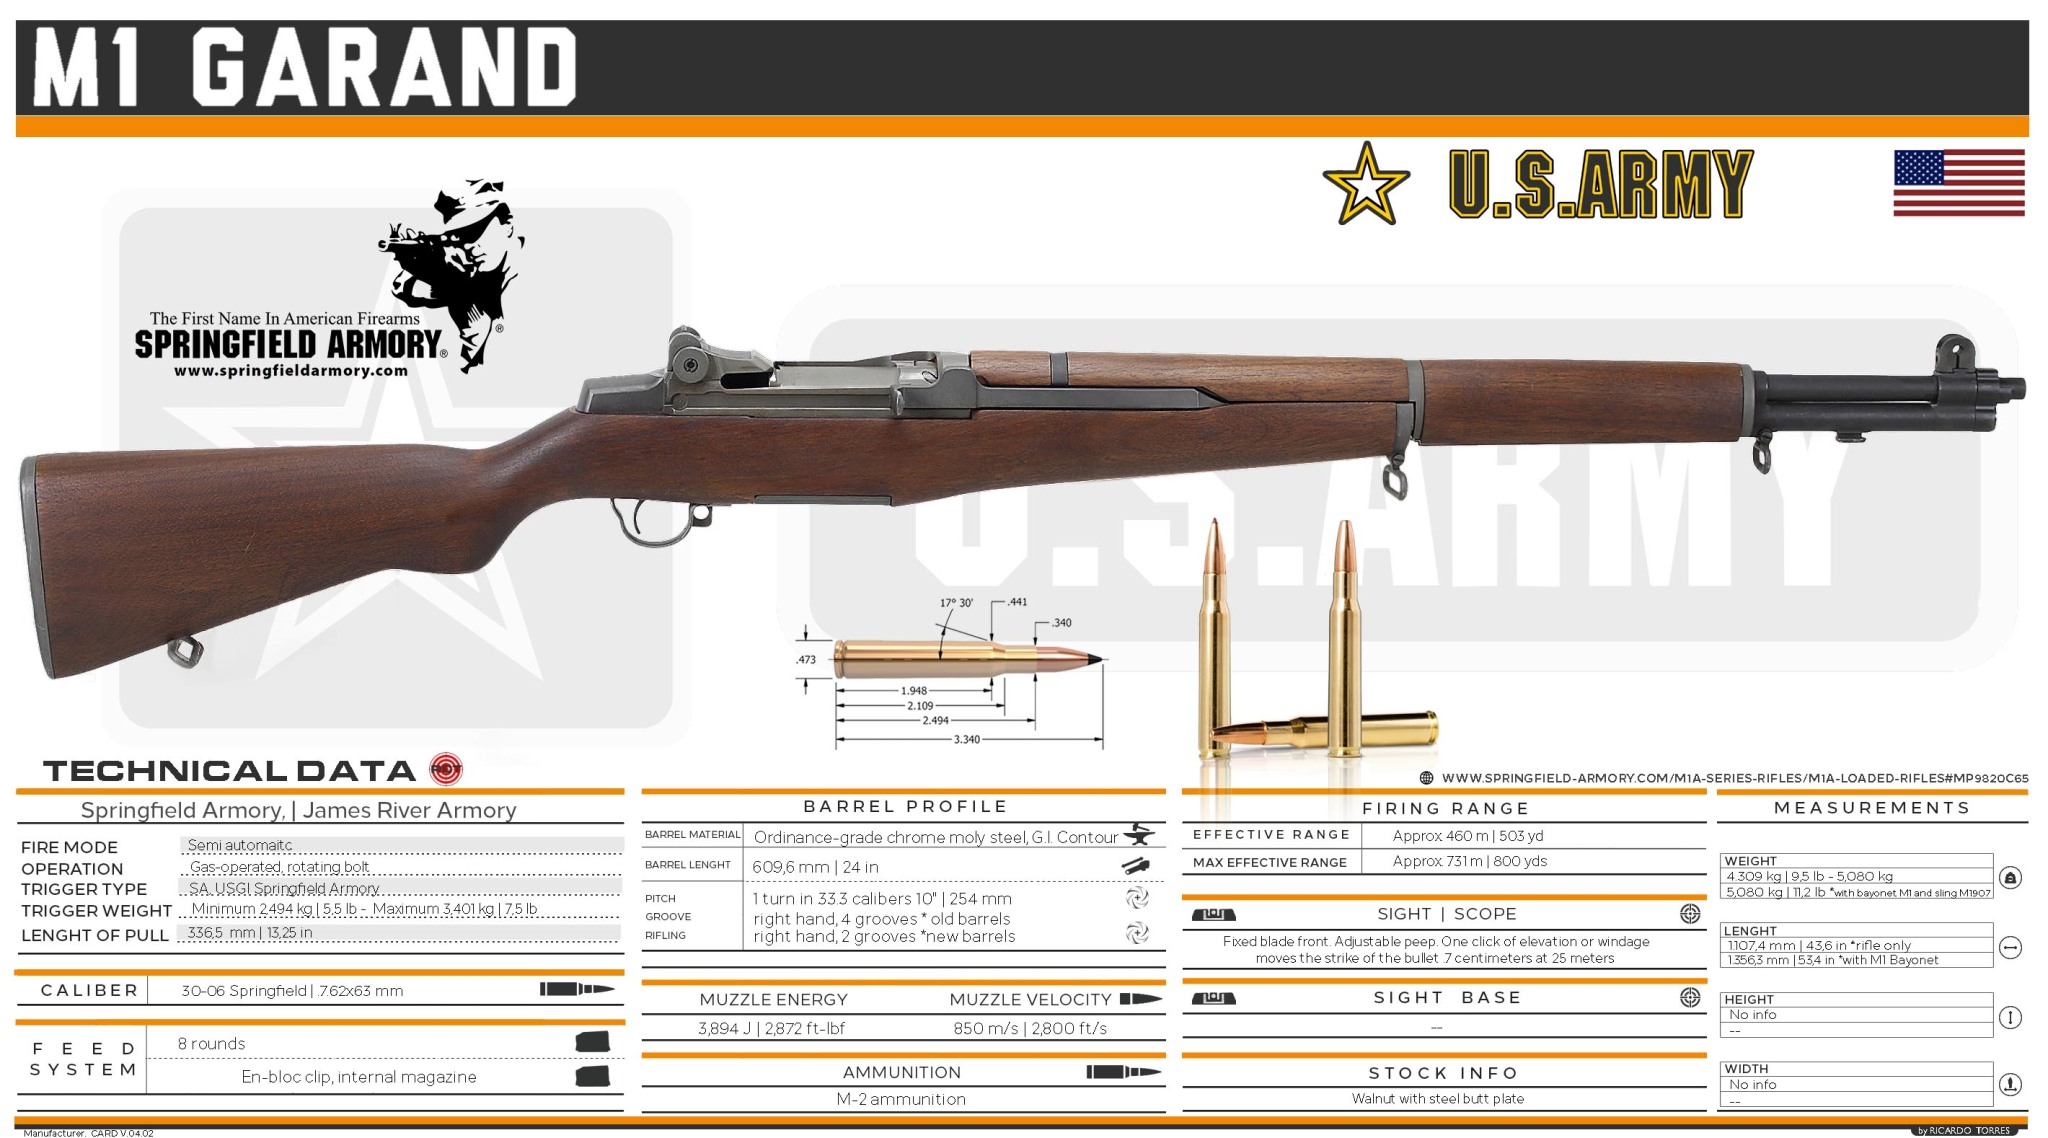 M1 GARAND
U.S.ARMY
The First Name In American Firearms
SPRINGFIELD ARMORY®
www.springfieldarmory.com
®
U.S.ARMY
17° 30'
.441
.340
.473
1.948
2.109
2.494
3.340
TECHNICAL DATA
WWW.SPRINGFIELD-ARMORY.COM/M1A-SERIES-RIFLES/M1A-LOADED-RIFLES#MP9820C65
Springfield Armory, | James River Armory
FIRE MODE Semi automaitc
OPERATION Gas-operated, rotating bolt
TRIGGER TYPE SA. USGI Springfield Armory
TRIGGER WEIGHT Minimum 2494 kg | 5,5 lb - Maximum 3,401 kg | 7,5 lb
LENGHT OF PULL 336,5 mm | 13,25 in
CALIBER 30-06 Springfield | .7.62x63 mm
FEED SYSTEM
8 rounds
En-bloc clip, internal magazine
BARREL PROFILE
BARREL MATERIAL Ordinance-grade chrome moly steel, G.I. Contour
BARREL LENGHT 609,6 mm | 24 in
PITCH 1 turn in 33.3 calibers 10" | 254 mm
GROOVE right hand, 4 grooves * old barrels
RIFLING right hand, 2 grooves *new barrels
MUZZLE ENERGY MUZZLE VELOCITY
3,894 J | 2,872 ft-lbf 850 m/s | 2,800 ft/s
AMMUNITION
M-2 ammunition
FIRING RANGE
EFFECTIVE RANGE Approx 460 m | 503 yd
MAX EFFECTIVE RANGE Approx 731 m | 800 yds
SIGHT | SCOPE
Fixed blade front. Adjustable peep. One click of elevation or windage
moves the strike of the bullet .7 centimeters at 25 meters
SIGHT BASE
--
STOCK INFO
Walnut with steel butt plate
MEASUREMENTS
WEIGHT
4.309 kg | 9,5 lb - 5,080 kg
5,080 kg | 11,2 lb *with bayonet M1 and sling M1907
LENGHT
1.107,4 mm | 43,6 in *rifle only
1.356,3 mm | 53,4 in *with M1 Bayonet
HEIGHT
No info
--
WIDTH
No info
--
Manufacturer. CARD V.04.02
by RICARDO TORRES